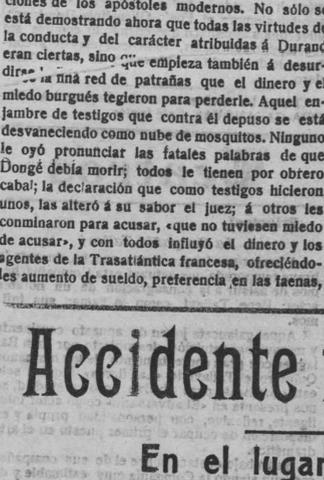 ciones de los apóstoles modernos. No sólo se
está demostrando ahora que todas las virtudes de
la conducta y del carácter atribuidas á Durand
eran ciertas, sino que empieza también á desur-
dirse la fina red de patrañas que el dinero y el
miedo burgués tegieron para perderle. Aquel en-
jambre de testigos que contra él depuso se está
desvaneciendo como nube de mosquitos. Ninguno
le oyó pronunciar las fatales palabras de que
Dongé debía morir; todos le tienen por obrero
cabal; la declaración que como testigos hicieron
unos, las alteró á su sabor el juez; á otros les
conminaron para acusar, «que no tuviesen miedo
de acusar», y con todos influyó el dinero y los
agentes de la Trasatlántica francesa, ofreciéndo-
les aumento de sueldo, preferencia en las faenas,
Accidente
En el lugar